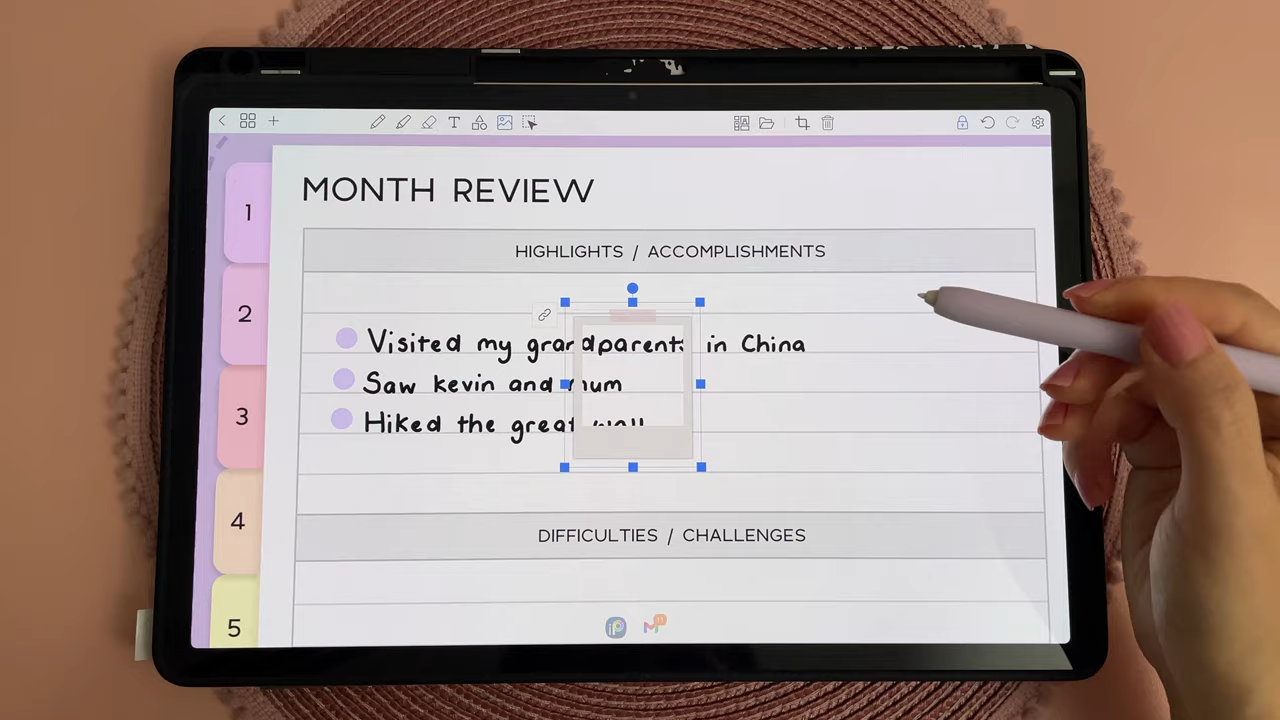 MONTH REVIEW
HIGHLIGHTS / ACCOMPLISHMENTS
Visited my grandparents in China
Saw kevin and mum
Hiked the great wall
DIFFICULTIES / CHALLENGES
1
2
3
4
5